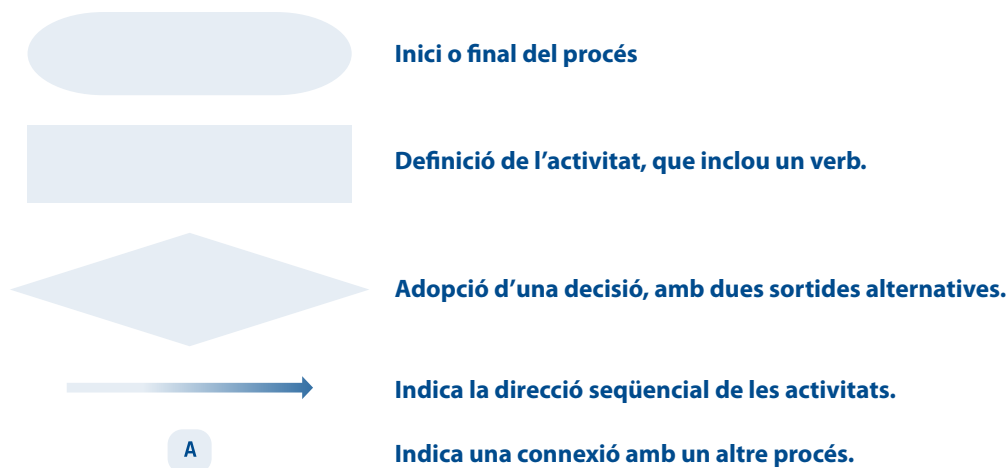 Inici o final del procés
Definició de l’activitat, que inclou un verb.
Adopció d’una decisió, amb dues sortides alternatives.
Indica la direcció seqüencial de les activitats.
A
Indica una connexió amb un altre procés.